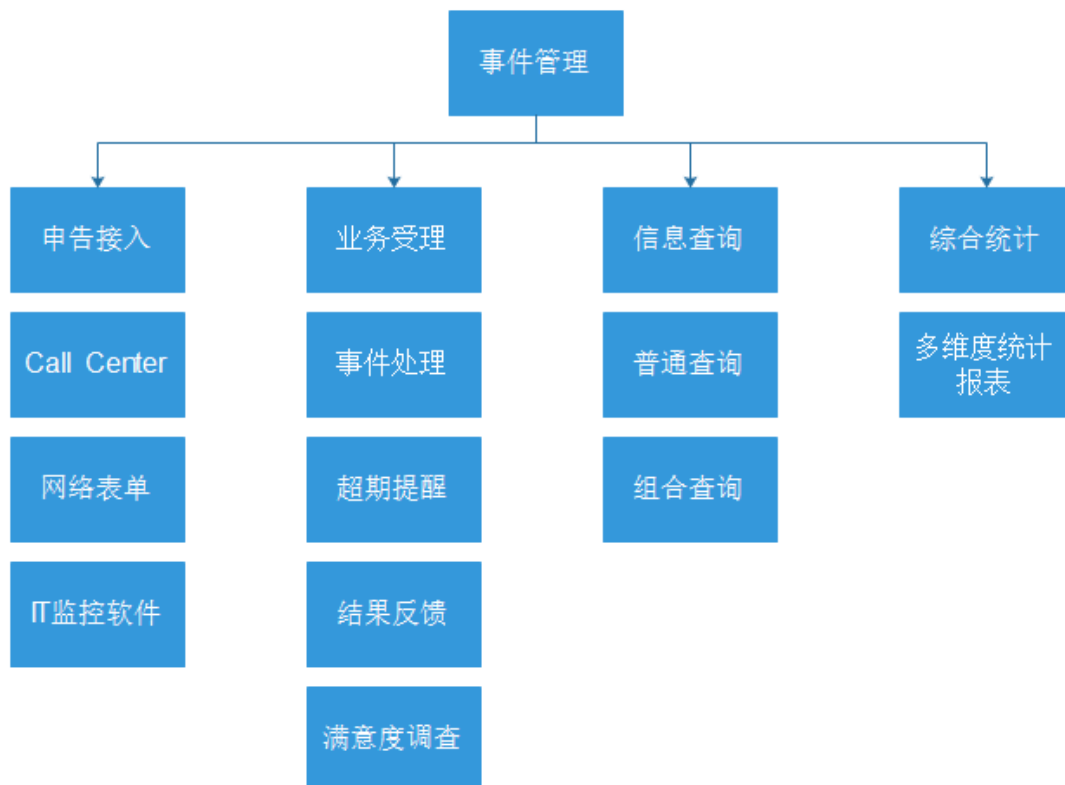 事件管理
申告接入
业务受理
信息查询
综合统计
Call Center
事件处理
普通查询
多维度统计
报表
网络表单
超期提醒
组合查询
IT监控软件
结果反馈
满意度调查